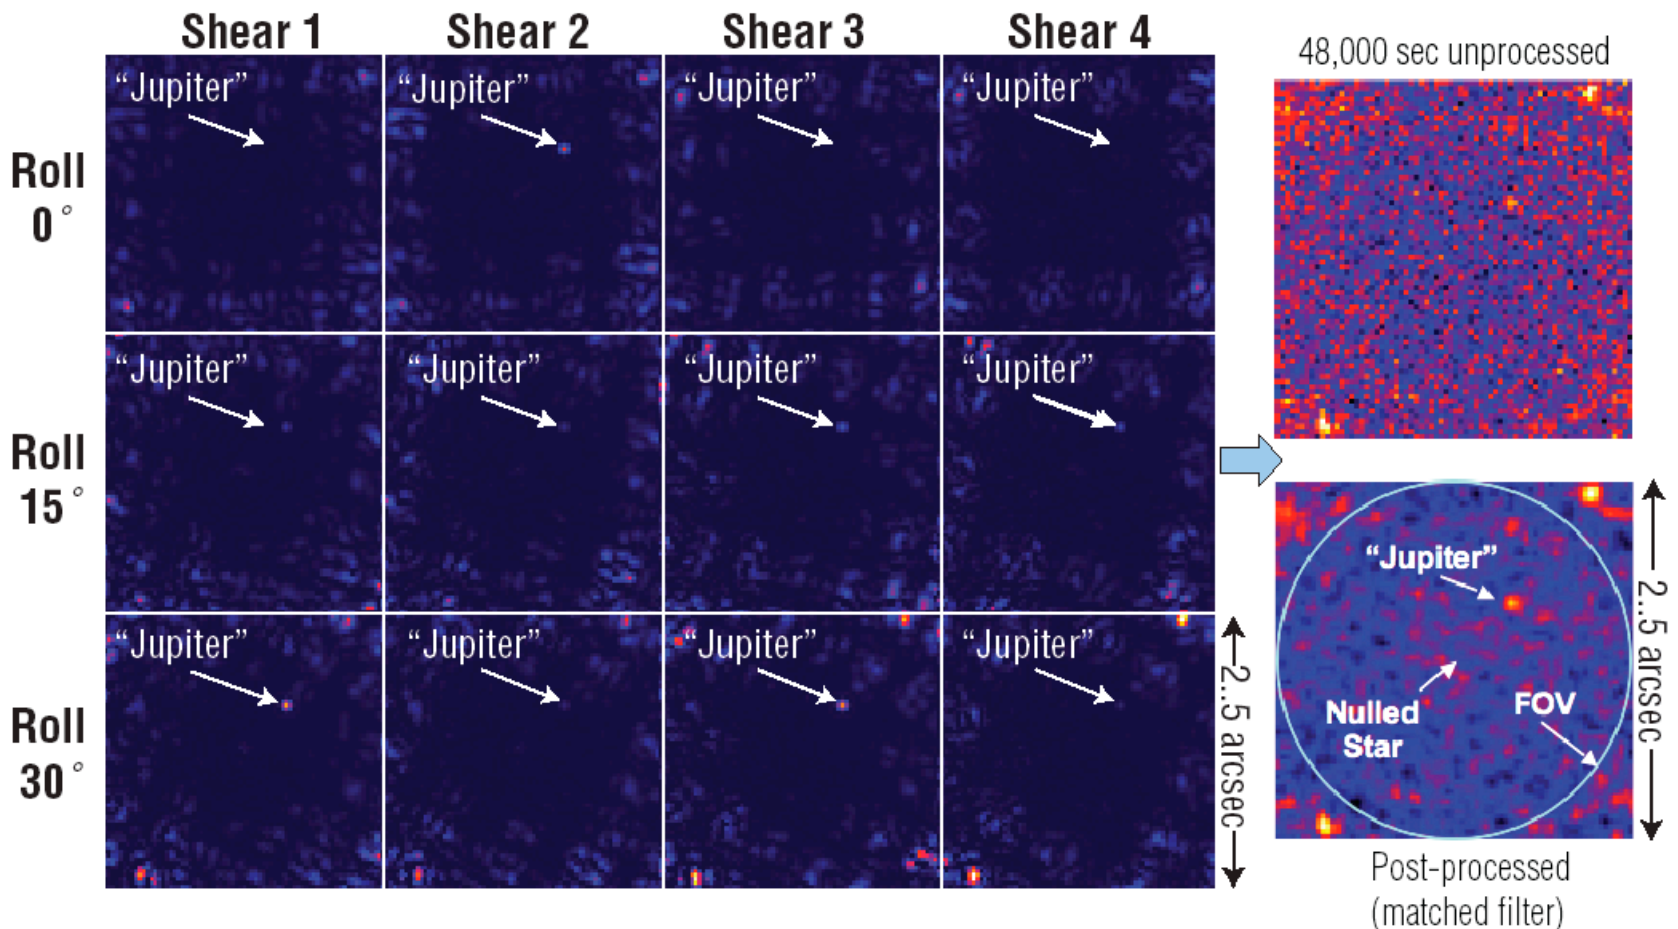 Shear 1 Shear 2 Shear 3 Shear 4
48,000 sec unprocessed
Roll
0°
"Jupiter" "Jupiter" "Jupiter" "Jupiter"
Roll
15°
"Jupiter" "Jupiter" "Jupiter" "Jupiter"
Roll
30°
"Jupiter" "Jupiter" "Jupiter" "Jupiter"
2..5 arcsec
"Jupiter"
Nulled
Star
FOV
2..5 arcsec
Post-processed
(matched filter)